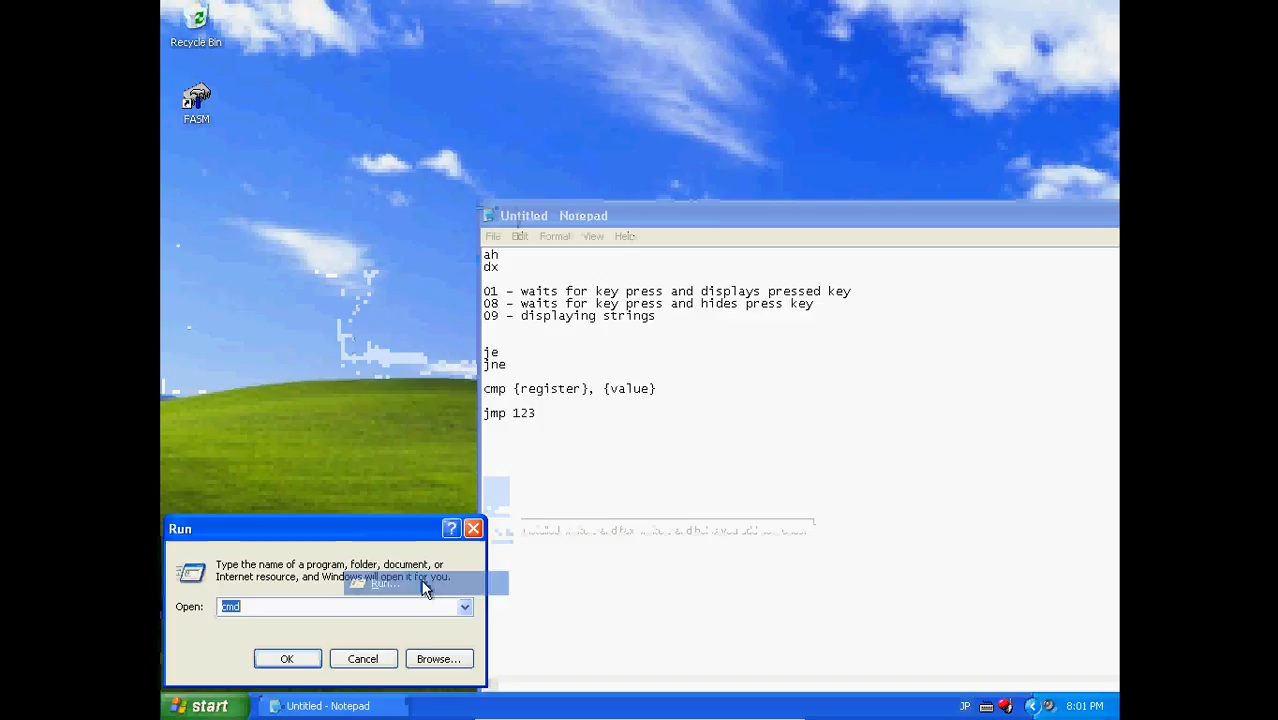 Recycle Bin
FASM
Untitled - Notepad
File Edit Format View Help
ah
dx
01 - waits for key press and displays pressed key
08 - waits for key press and hides press key
09 - displaying strings
je
jne
cmp {register}, {value}
jmp 123
Run
Type the name of a program, folder, document, or
Internet resource, and Windows will open it for you.
Run...
Open: cmd
OK Cancel Browse...
start Untitled - Notepad JP 8:01 PM